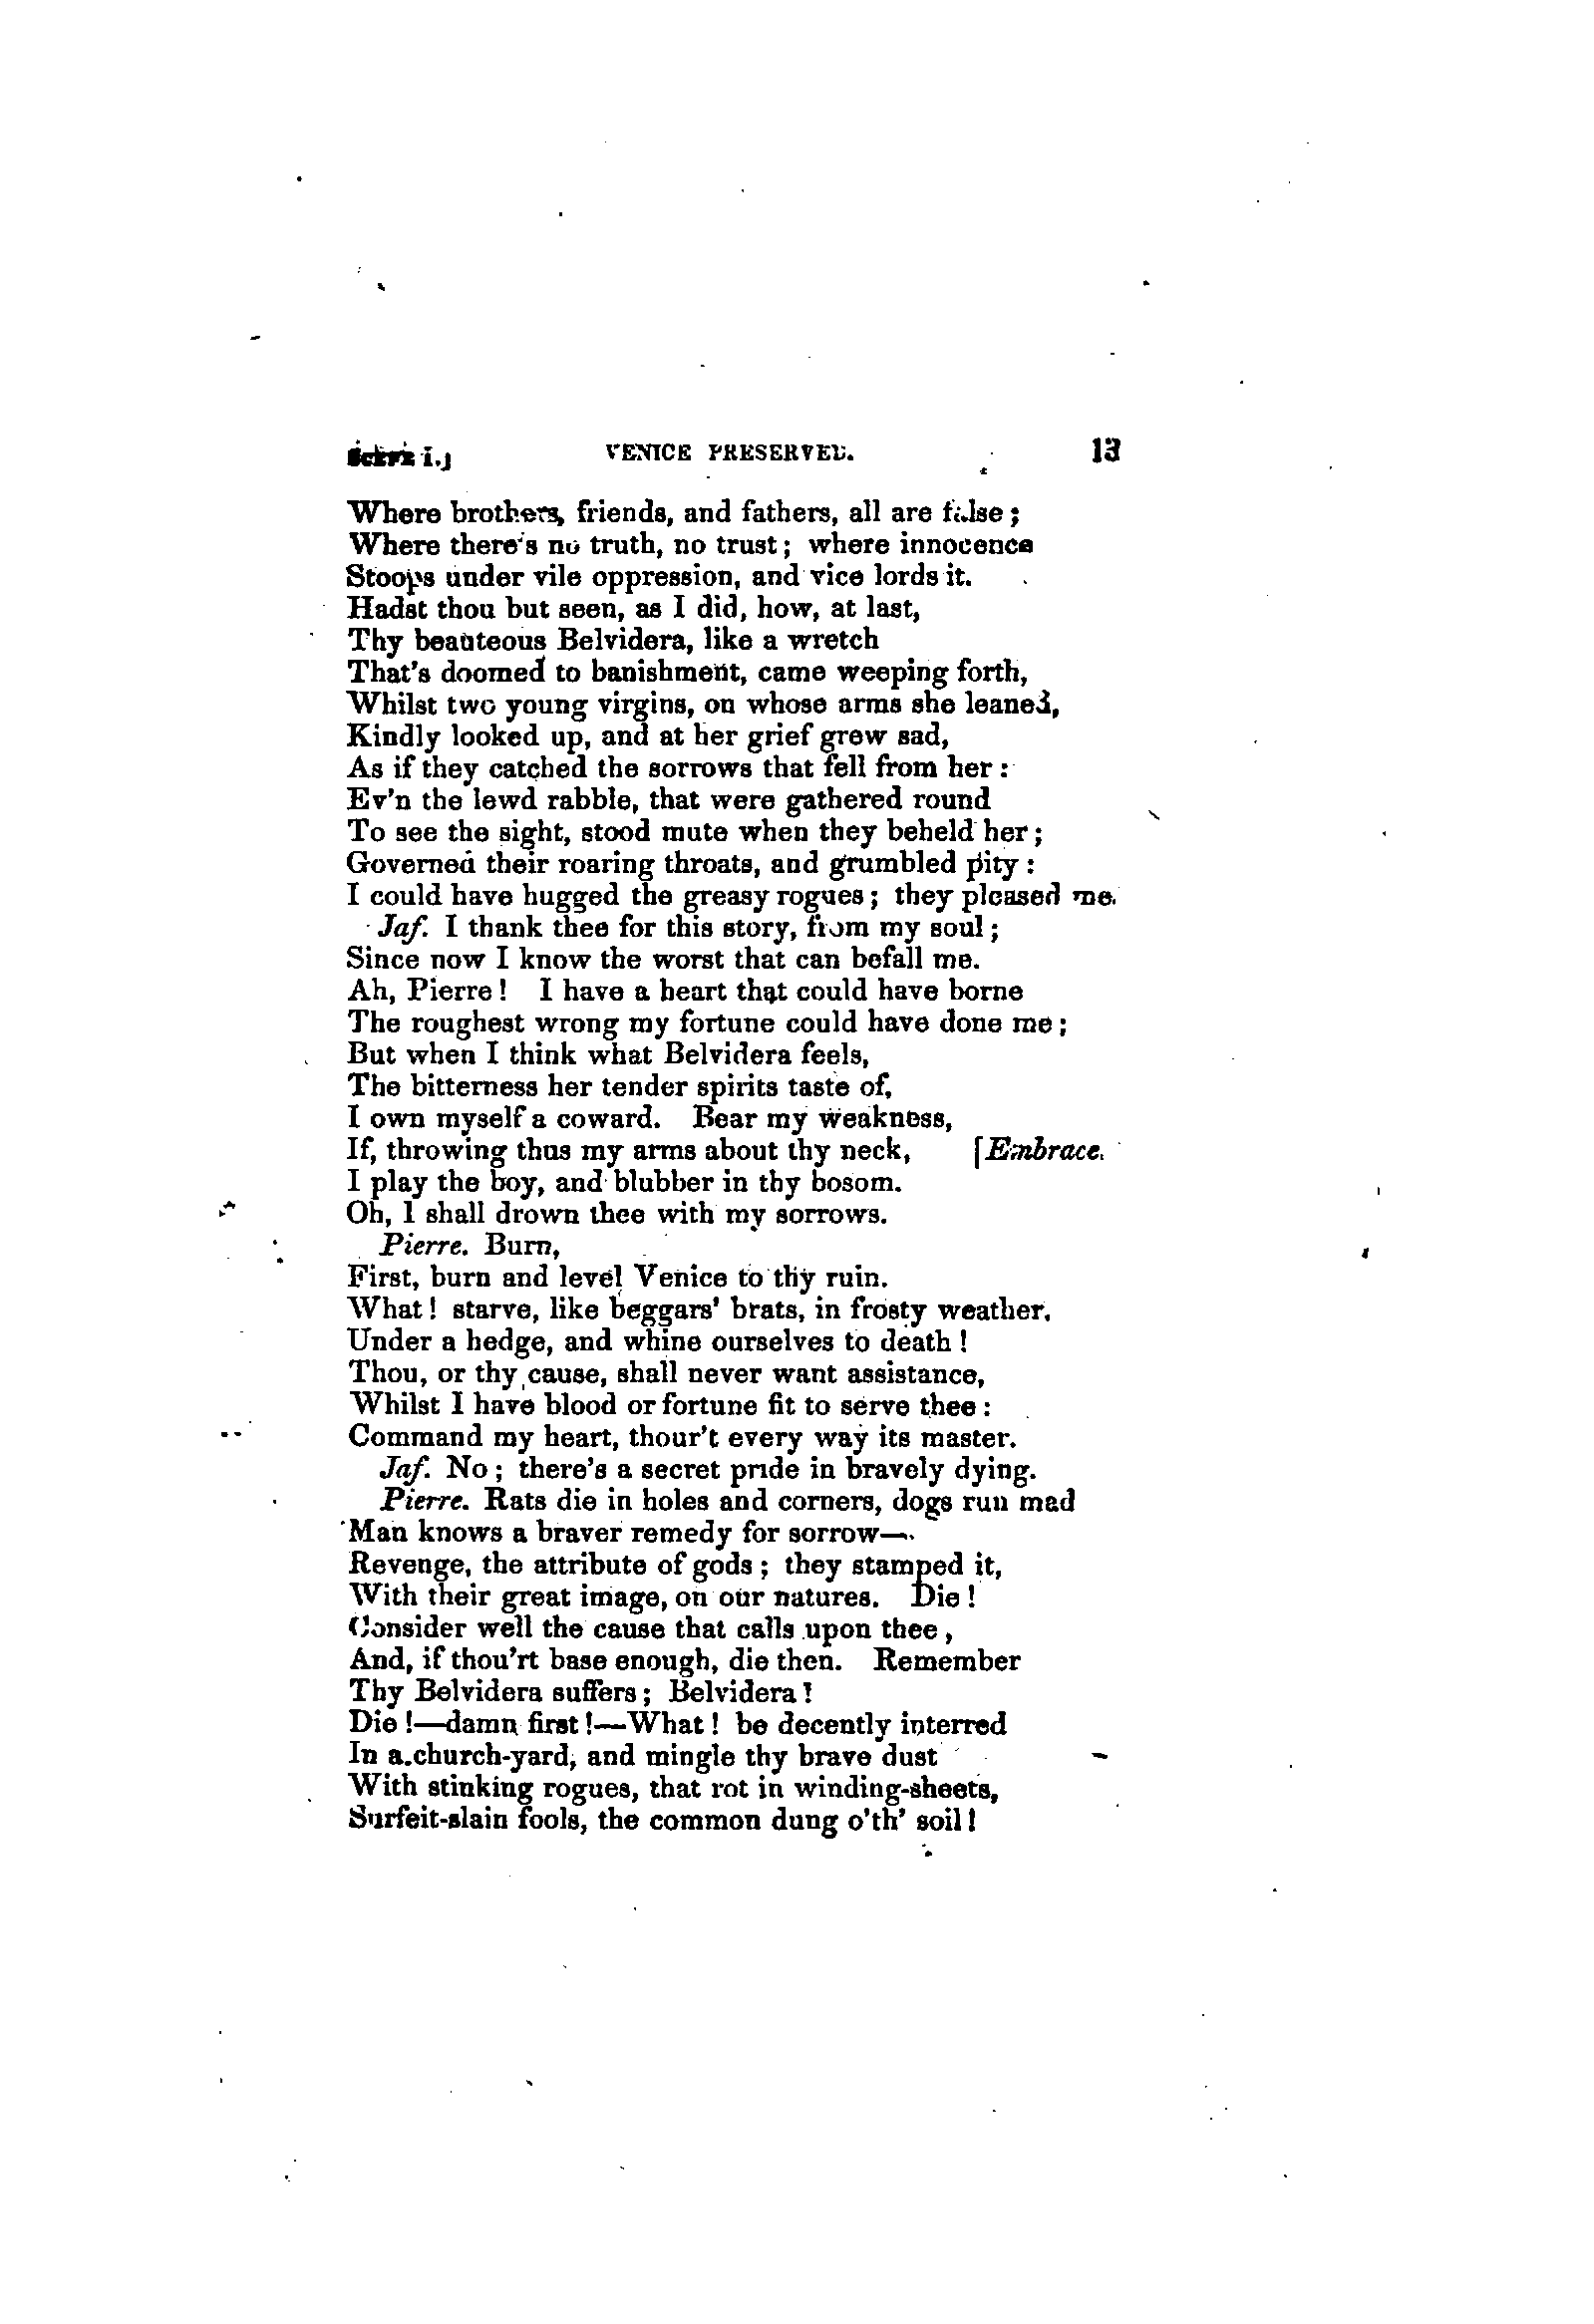 Scene I.] VENICE PRESERVED. 13
Where brothers, friends, and fathers, all are false;
Where there's no truth, no trust; where innocence
Stoops under vile oppression, and vice lords it.
Hadst thou but seen, as I did, how, at last,
Thy beauteous Belvidera, like a wretch
That's doomed to banishment, came weeping forth,
Whilst two young virgins, on whose arms she leaned,
Kindly looked up, and at her grief grew sad,
As if they catched the sorrows that fell from her:
Ev'n the lewd rabble, that were gathered round
To see the sight, stood mute when they beheld her;
Governed their roaring throats, and grumbled pity:
I could have hugged the greasy rogues; they pleased me.
Jaf. I thank thee for this story, from my soul;
Since now I know the worst that can befall me.
Ah, Pierre! I have a heart that could have borne
The roughest wrong my fortune could have done me;
But when I think what Belvidera feels,
The bitterness her tender spirits taste of,
I own myself a coward. Bear my weakness,
If, throwing thus my arms about thy neck, [Embrace.
I play the boy, and blubber in thy bosom.
Oh, I shall drown thee with my sorrows.
Pierre. Burn,
First, burn and level Venice to thy ruin.
What! starve, like beggars' brats, in frosty weather,
Under a hedge, and whine ourselves to death!
Thou, or thy cause, shall never want assistance,
Whilst I have blood or fortune fit to serve thee:
Command my heart, thour't every way its master.
Jaf. No; there's a secret pride in bravely dying.
Pierre. Rats die in holes and corners, dogs run mad
Man knows a braver remedy for sorrow—
Revenge, the attribute of gods; they stamped it,
With their great image, on our natures. Die!
Consider well the cause that calls upon thee,
And, if thou'rt base enough, die then. Remember
Thy Belvidera suffers; Belvidera!
Die!—damn first!—What! be decently interred
In a church-yard, and mingle thy brave dust
With stinking rogues, that rot in winding-sheets,
Surfeit-slain fools, the common dung o'th' soil!